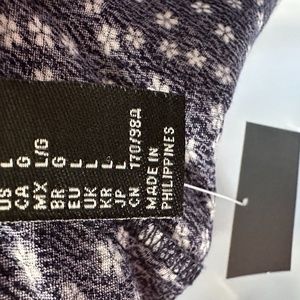 US L
CA G
MX L/G
BR G
EU L
UK L
KR L
JP L
CN 170/98A
MADE IN
PHILIPPINES